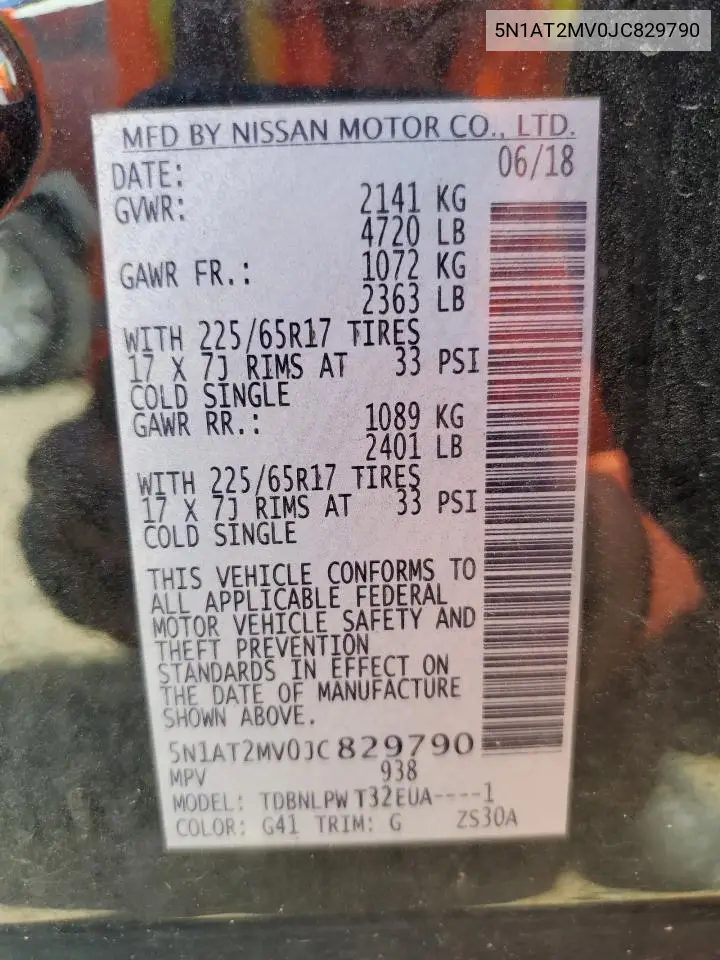 5N1AT2MV0JC829790
MFD BY NISSAN MOTOR CO., LTD.
DATE: 06/18
GVWR: 2141 KG
4720 LB
GAWR FR.: 1072 KG
2363 LB
WITH 225/65R17 TIRES
17 X 7J RIMS AT 33 PSI
COLD SINGLE
GAWR RR.: 1089 KG
2401 LB
WITH 225/65R17 TIRES
17 X 7J RIMS AT 33 PSI
COLD SINGLE
THIS VEHICLE CONFORMS TO
ALL APPLICABLE FEDERAL
MOTOR VEHICLE SAFETY AND
THEFT PREVENTION
STANDARDS IN EFFECT ON
THE DATE OF MANUFACTURE
SHOWN ABOVE.
5N1AT2MV0JC829790
MPV 938
MODEL: TDBNLPW T32EUA----1
COLOR: G41 TRIM: G ZS30A